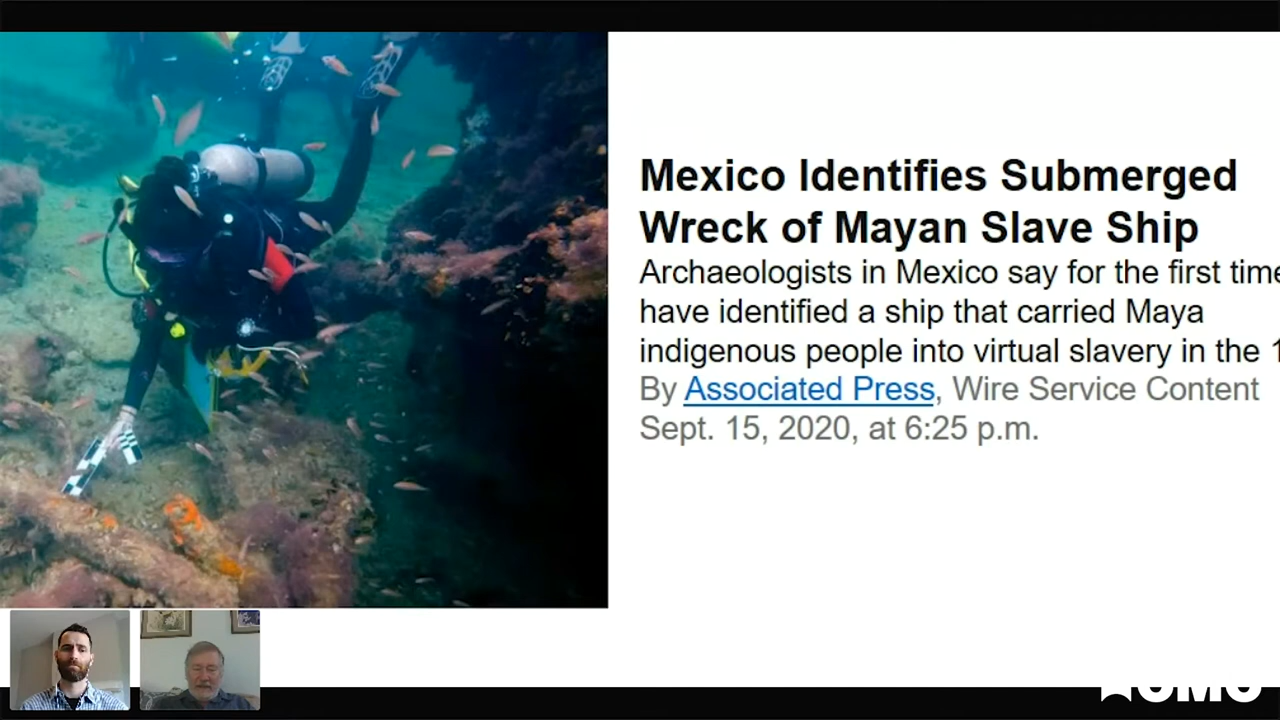 Mexico Identifies Submerged
Wreck of Mayan Slave Ship
Archaeologists in Mexico say for the first time
have identified a ship that carried Maya
indigenous people into virtual slavery in the 1
By Associated Press, Wire Service Content
Sept. 15, 2020, at 6:25 p.m.